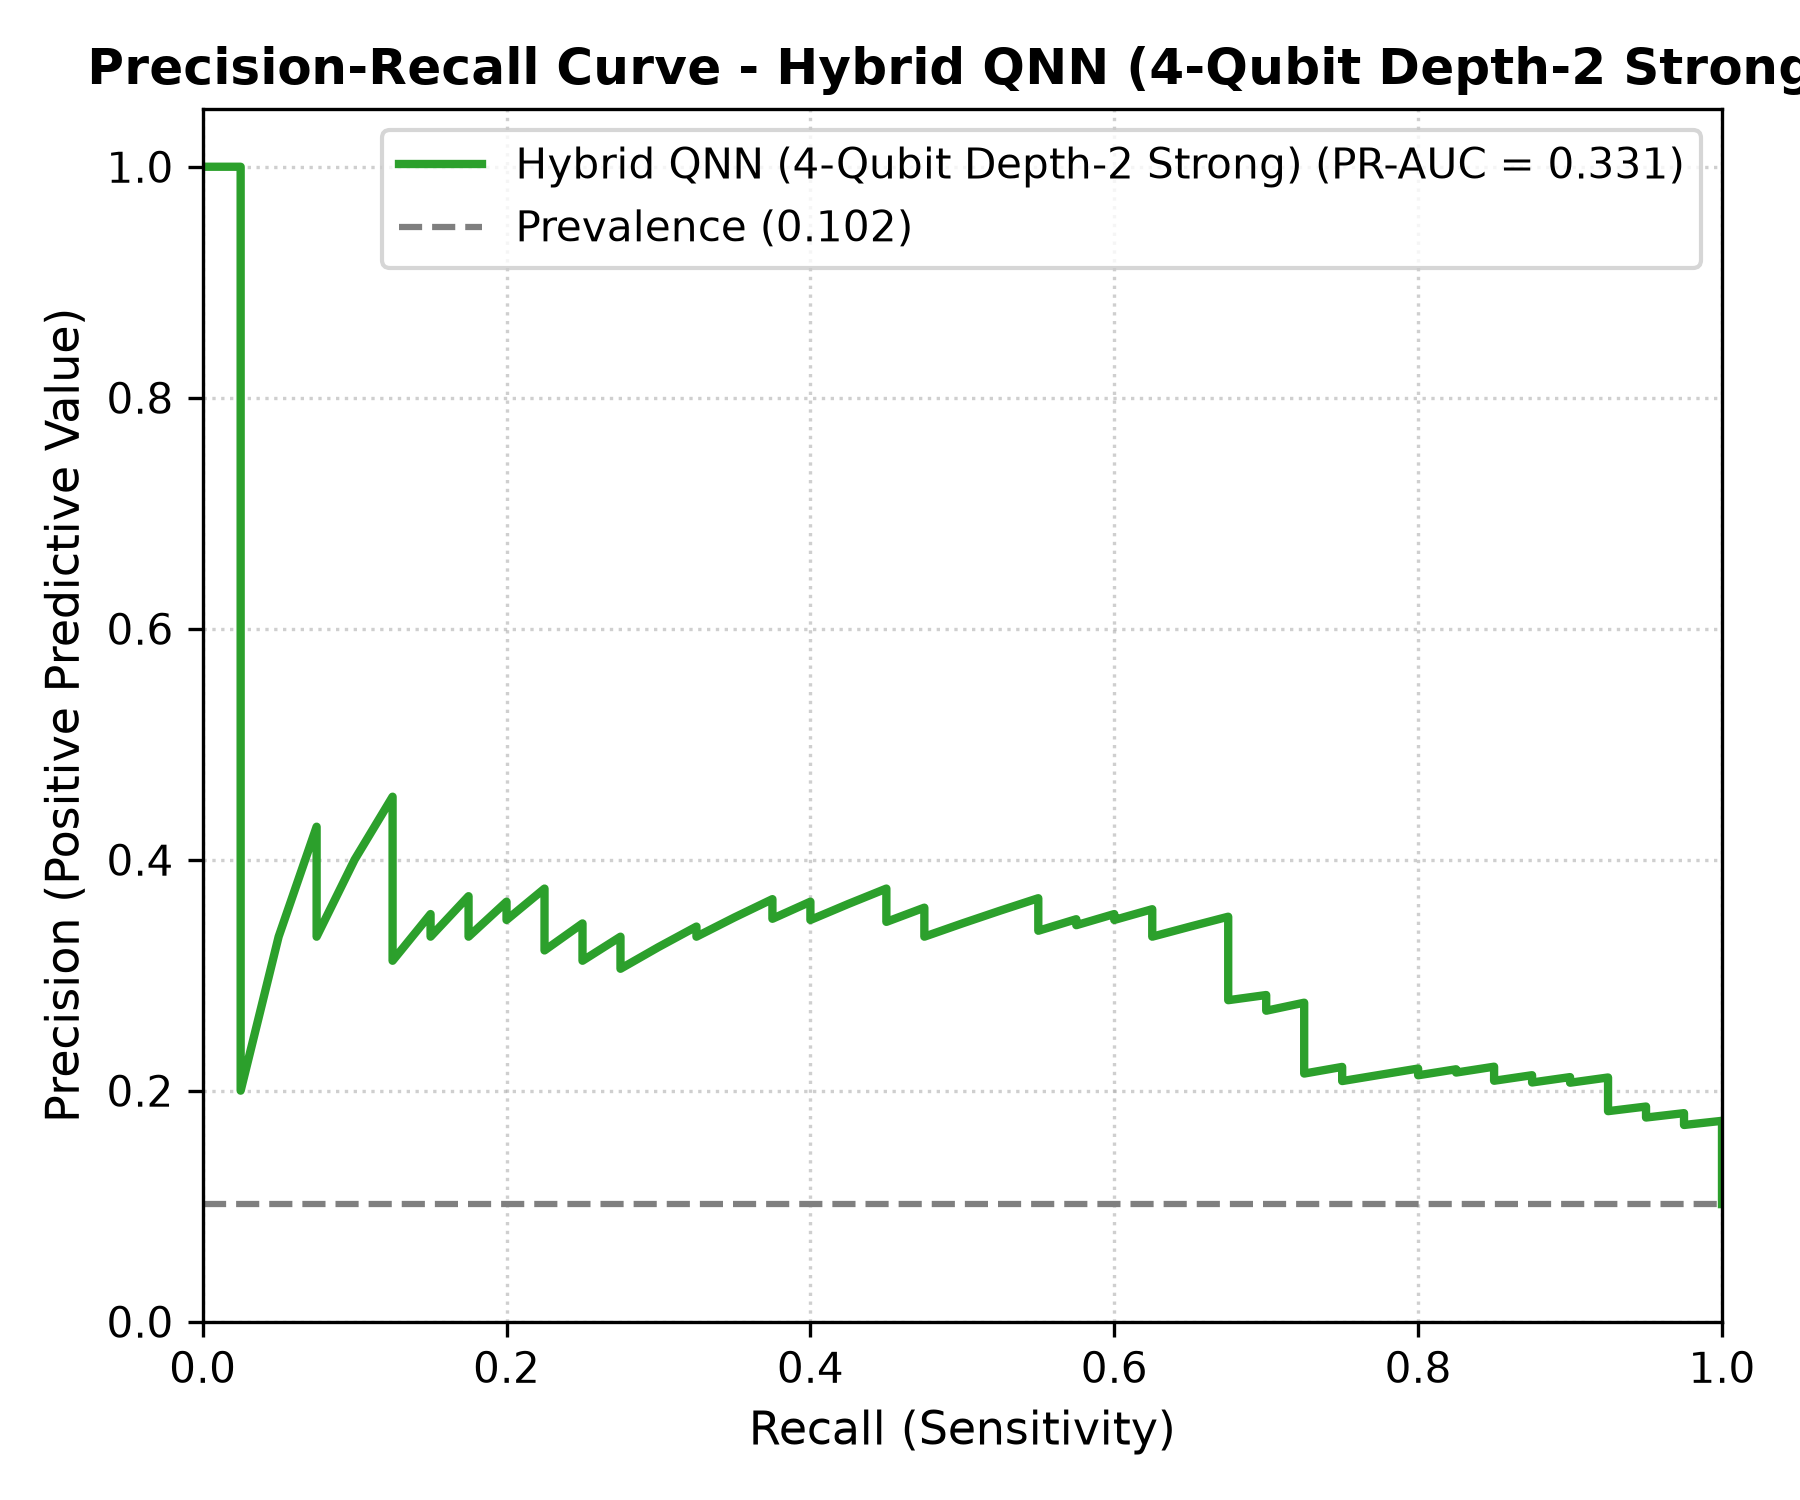 Precision-Recall Curve - Hybrid QNN (4-Qubit Depth-2 Strong
Hybrid QNN (4-Qubit Depth-2 Strong) (PR-AUC = 0.331)
Prevalence (0.102)
Precision (Positive Predictive Value)
1.0
0.8
0.6
0.4
0.2
0.0
0.0 0.2 0.4 0.6 0.8 1.0
Recall (Sensitivity)